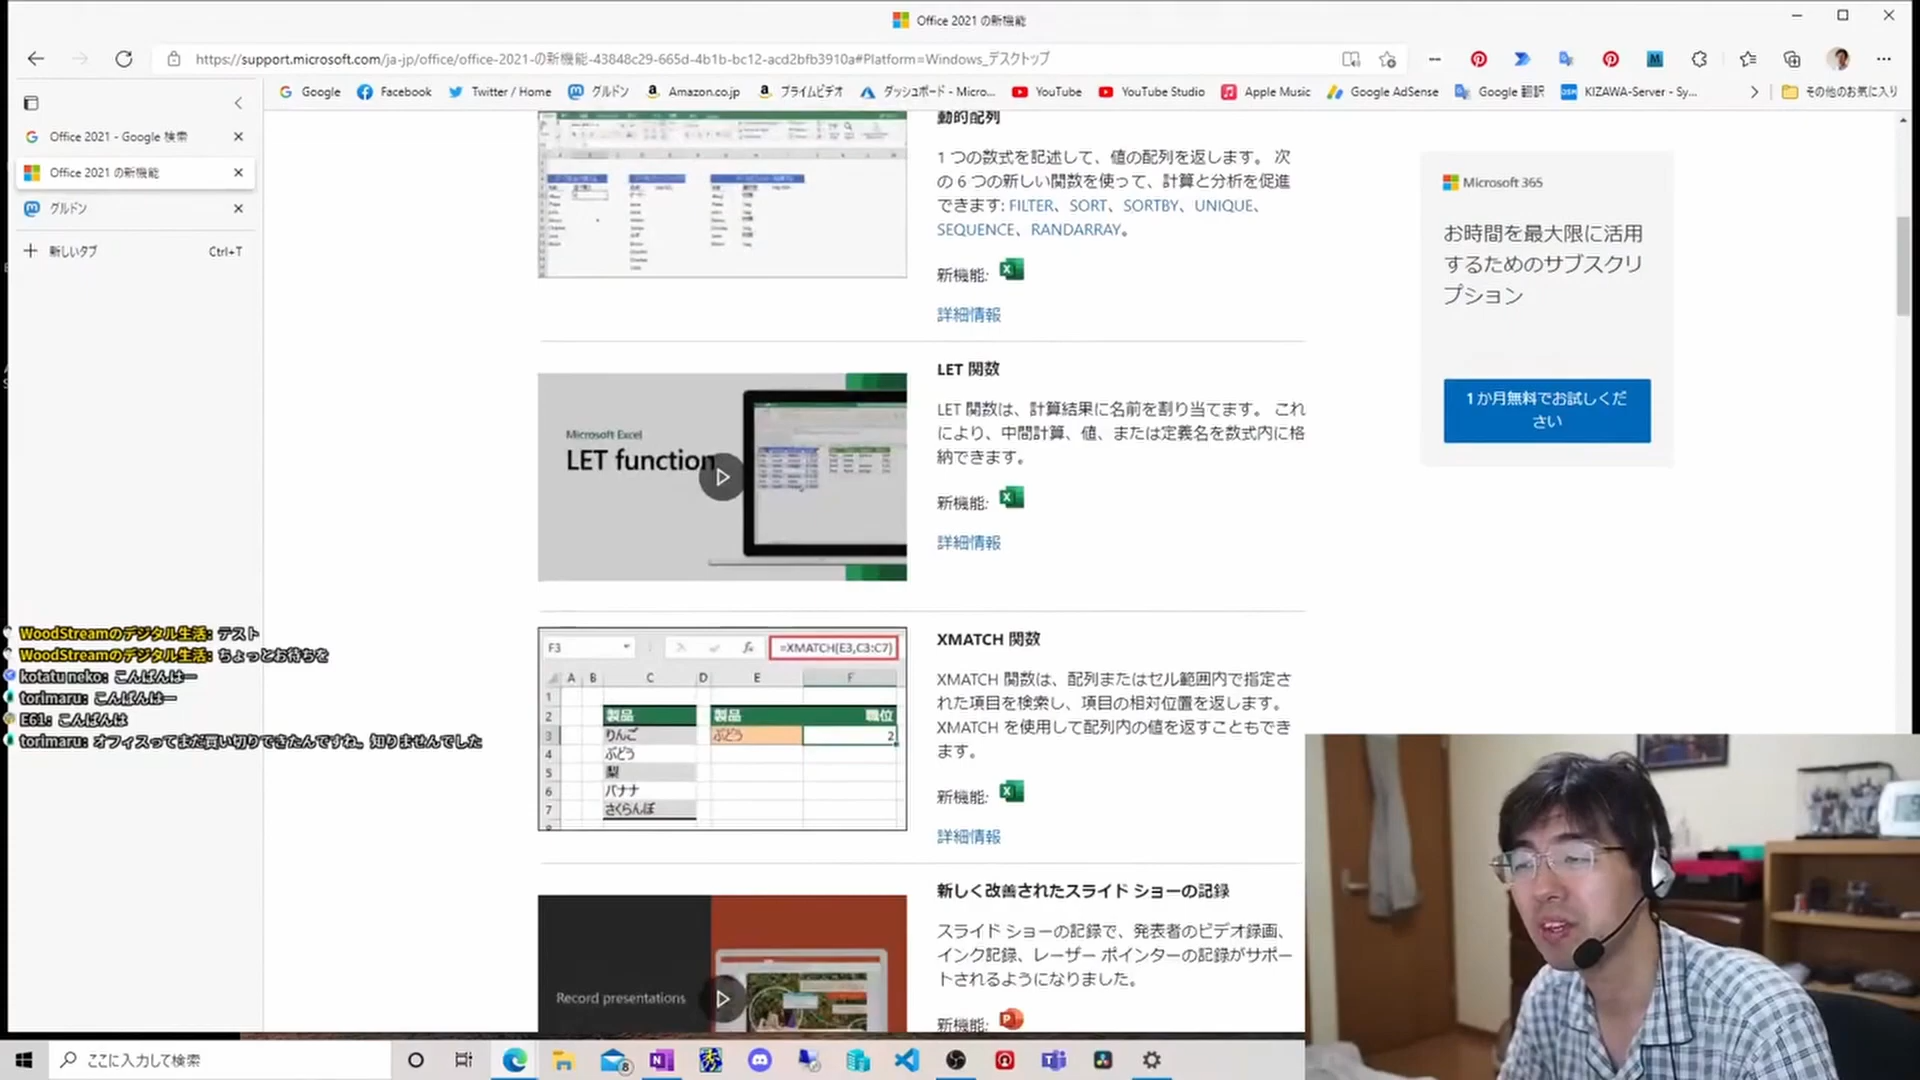 Office 2021 の新機能
https://support.microsoft.com/ja-jp/office/office-2021-の新機能-43848c29-665d-4b1b-bc12-acd2bfb3910a#Platform=Windows_デスクトップ
Google
Facebook
Twitter / Home
グルドン
Amazon.co.jp
プライムビデオ
ダッシュボード - Micro...
YouTube
YouTube Studio
Apple Music
Google AdSense
Google 翻訳
KIZAWA-Server - Sy...
その他のお気に入り
Office 2021 - Google 検索
Office 2021 の新機能
グルドン
新しいタブ
Ctrl+T
動的配列
1 つの数式を記述して、値の配列を返します。 次
の 6 つの新しい関数を使って、計算と分析を促進
できます: FILTER、SORT、SORTBY、UNIQUE、
SEQUENCE、RANDARRAY。
新機能:
詳細情報
Microsoft 365
お時間を最大限に活用
するためのサブスクリ
プション
1 か月無料でお試しくだ
さい
Microsoft Excel
LET function
LET 関数
LET 関数は、計算結果に名前を割り当てます。 これ
により、中間計算、値、または定義名を数式内に格
納できます。
新機能:
詳細情報
F3
fx
=XMATCH(E3,C3:C7)
A B C D E F
1
2 製品 製品 職位
3 りんご ぶどう 2
4 ぶどう
5 梨
6 バナナ
7 さくらんぼ
XMATCH 関数
XMATCH 関数は、配列またはセル範囲内で指定さ
れた項目を検索し、項目の相対位置を返します。
XMATCH を使用して配列内の値を返すこともでき
ます。
新機能:
詳細情報
Record presentations
新しく改善されたスライド ショーの記録
スライド ショーの記録で、発表者のビデオ録画、
インク記録、レーザー ポインターの記録がサポー
トされるようになりました。
新機能:
WoodStreamのデジタル生活: テスト
WoodStreamのデジタル生活: ちょっとお待ちを
kotatu neko: こんばんはー
torimaru: こんばんはー
E61: こんばんは
torimaru: オフィスってまだ買い切りできたんですね。知りませんでした
ここに入力して検索
8